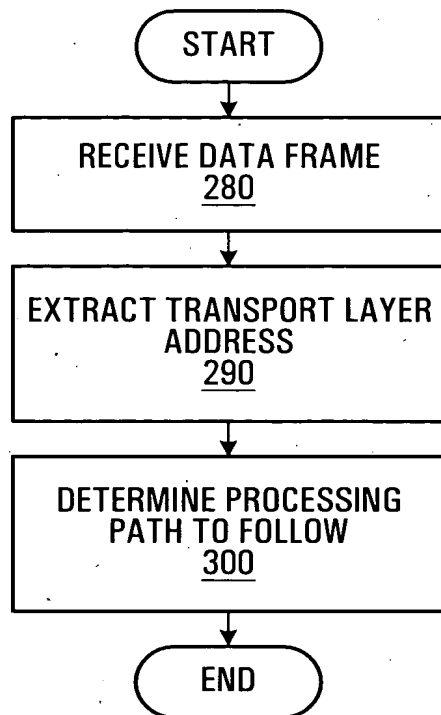 START
RECEIVE DATA FRAME
280
EXTRACT TRANSPORT LAYER
ADDRESS
290
DETERMINE PROCESSING
PATH TO FOLLOW
300
END